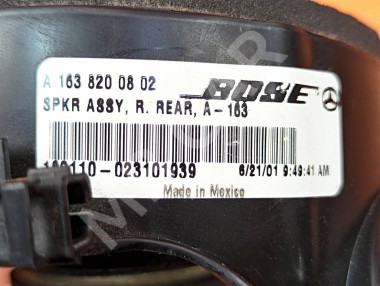 A 163 820 08 02 BOSE
SPKR ASSY, R. REAR, A-163
-023101939 6/21/01 9:49:41 AM
Made in Mexico